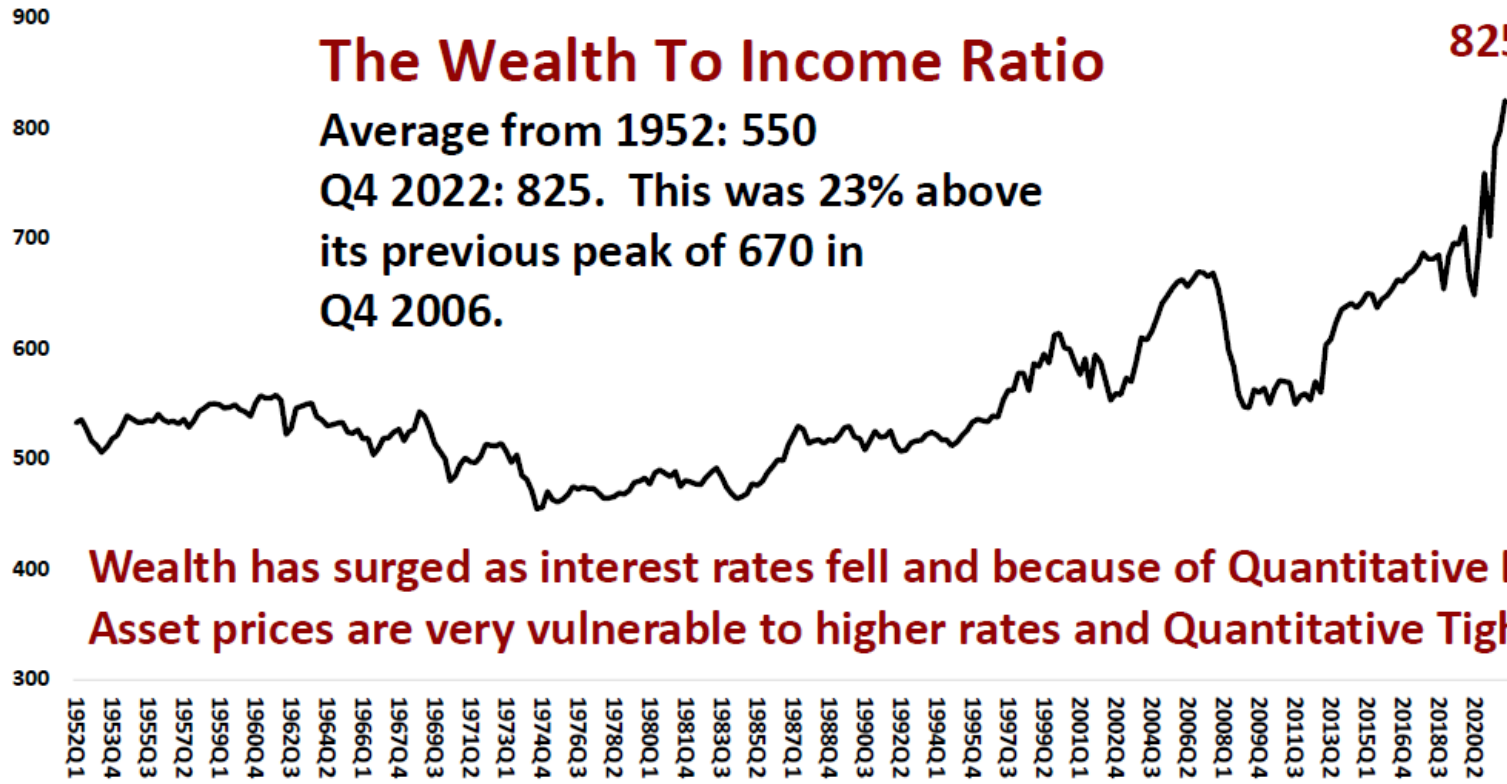 900
The Wealth To Income Ratio
825
800
Average from 1952: 550
Q4 2022: 825. This was 23% above
its previous peak of 670 in
Q4 2006.
700
600
500
400
Wealth has surged as interest rates fell and because of Quantitative
Asset prices are very vulnerable to higher rates and Quantitative Tigh
300
1952Q1
1953Q4
1955Q3
1957Q2
1959Q1
1960Q4
1962Q3
1964Q2
1966Q1
1967Q4
1969Q3
1971Q2
1973Q1
1974Q4
1976Q3
1978Q2
1980Q1
1981Q4
1983Q3
1985Q2
1987Q1
1988Q4
1990Q3
1992Q2
1994Q1
1995Q4
1997Q3
1999Q2
2001Q1
2002Q4
2004Q3
2006Q2
2008Q1
2009Q4
2011Q3
2013Q2
2015Q1
2016Q4
2018Q3
2020Q2